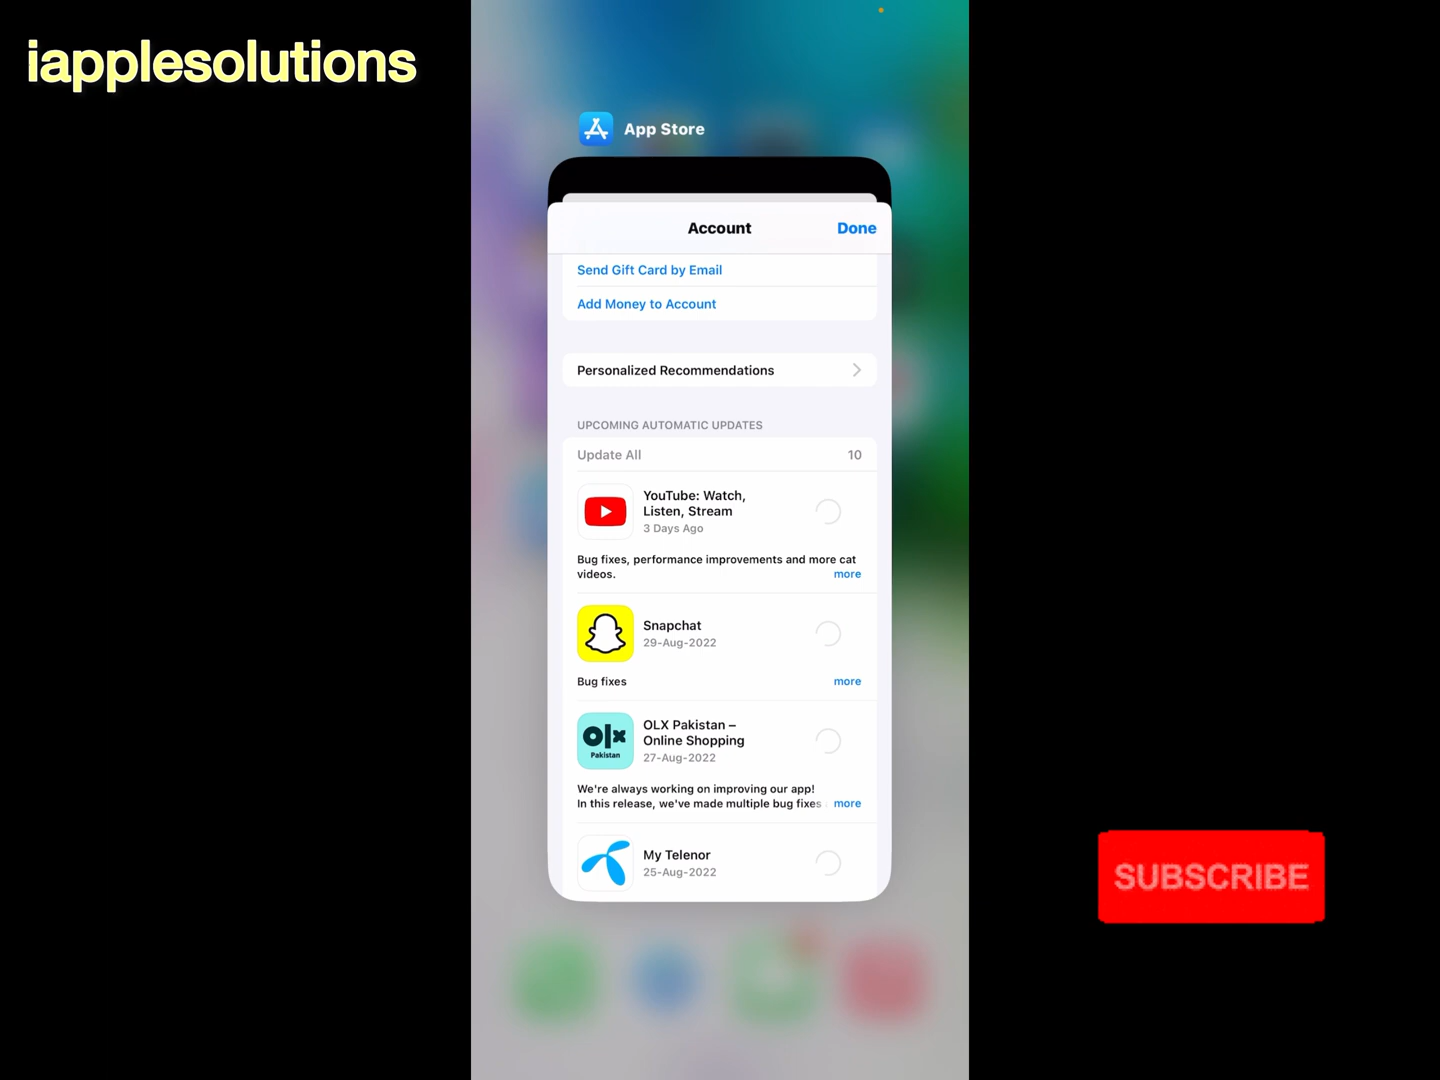 iapplesolutions
App Store
Account
Done
Send Gift Card by Email
Add Money to Account
Personalized Recommendations
UPCOMING AUTOMATIC UPDATES
Update All
10
YouTube: Watch,
Listen, Stream
3 Days Ago
Bug fixes, performance improvements and more cat
videos.
more
Snapchat
29-Aug-2022
Bug fixes
more
olx
Pakistan
OLX Pakistan –
Online Shopping
27-Aug-2022
We're always working on improving our app!
In this release, we've made multiple bug fixes
more
My Telenor
25-Aug-2022
SUBSCRIBE